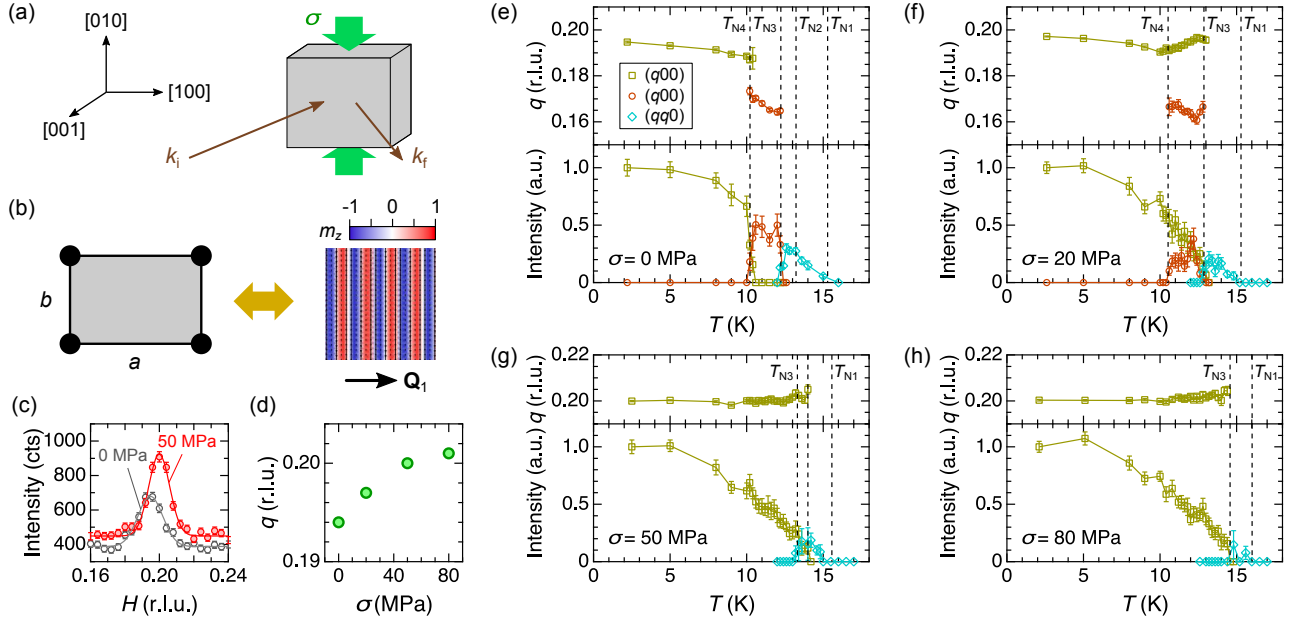 (a)
σ
[010]
[100]
[001]
k_i
k_f
(b)
-1 0 1
m_z
b
a
Q_1
(c)
Intensity (cts)
1000
800
600
400
50 MPa
0 MPa
0.16 0.20 0.24
H (r.l.u.)
(d)
q (r.l.u.)
0.20
0.19
0 40 80
σ(MPa)
(e)
T_N4 T_N3 T_N2 T_N1
q (r.l.u.)
0.20
0.18
0.16
(q00)
(q00)
(qq0)
Intensity (a.u.)
1.0
0.5
0
σ= 0 MPa
0 5 10 15
T (K)
(f)
T_N4 T_N3 T_N1
q (r.l.u.)
0.20
0.18
0.16
Intensity (a.u.)
1.0
0.5
0
σ= 20 MPa
0 5 10 15
T (K)
(g)
T_N3 T_N1
q (r.l.u.)
0.22
0.20
Intensity (a.u.)
1.0
0.5
0
σ= 50 MPa
0 5 10 15
T (K)
(h)
T_N3 T_N1
q (r.l.u.)
0.22
0.20
Intensity (a.u.)
1.0
0.5
0
σ= 80 MPa
0 5 10 15
T (K)